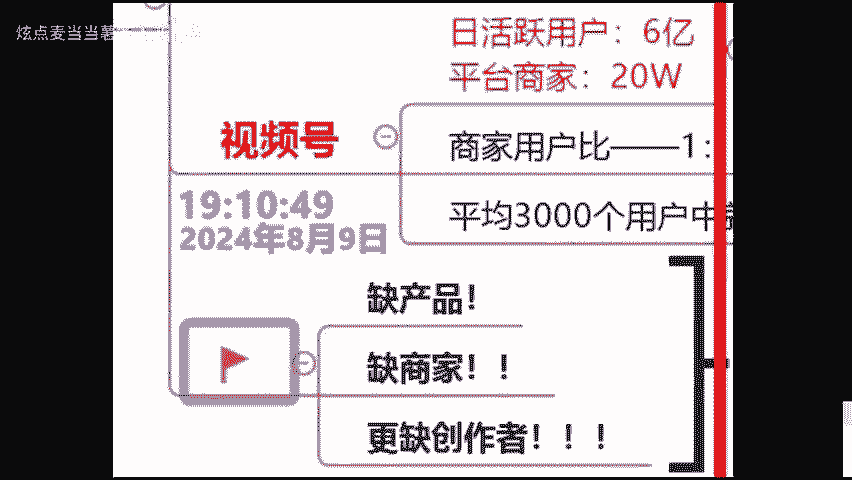 炫点麦当当薯
日活跃用户：6亿
平台商家：20W
视频号
商家用户比——1：
19:10:49
平均3000个用户中
2024年8月9日
缺产品！
缺商家！！
更缺创作者！！！